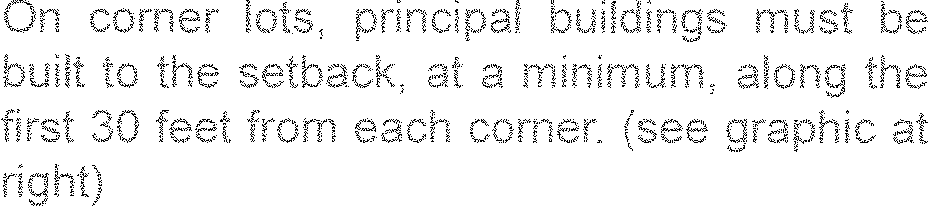 On corner lots, principal buildings must be
built to the setback, at a minimum, along the
first 30 feet from each corner. (see graphic at
right)